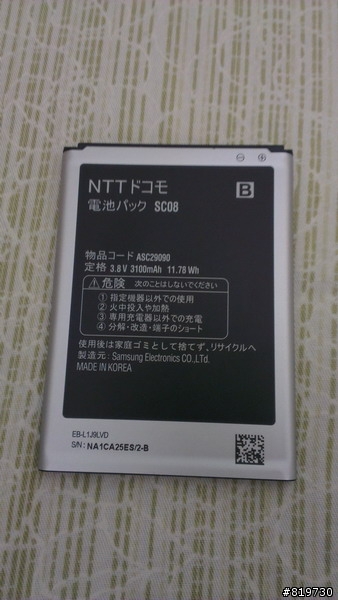 NTTドコモ
B
電池パック SC08
物品コード ASC29090
定格 3.8 V 3100mAh 11.78 Wh
⚠危険 次のことはしないでください
① 指定機器以外での使用
② 火中投入や加熱
③ 専用充電器以外での充電
④ 分解・改造・端子のショート
使用後は家庭ゴミとして捨てず、リサイクルへ
製造元 : Samsung Electronics CO.,LTd.
MADE IN KOREA
EB-L1J9LVD
S/N: NA1CA25ES/2-B
#819730